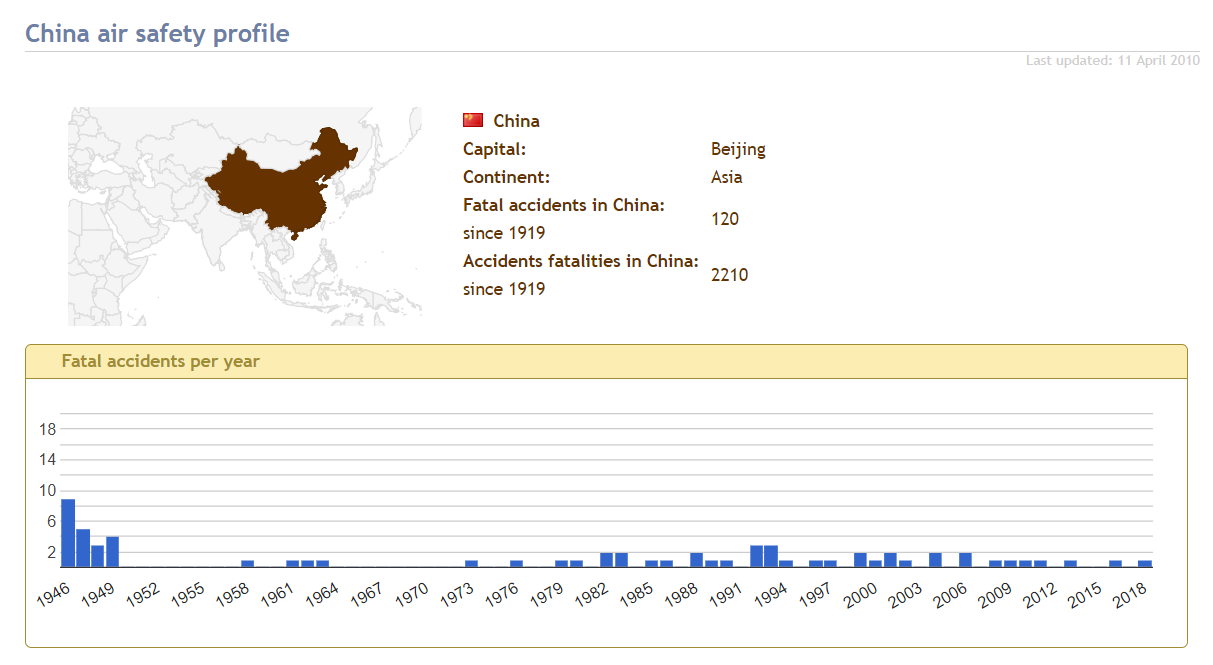 China air safety profile
Last updated: 11 April 2010
China
Capital: Beijing
Continent: Asia
Fatal accidents in China:
since 1919
120
Accidents fatalities in China:
since 1919
2210
Fatal accidents per year
18
14
10
6
2
1946 1949 1952 1955 1958 1961 1964 1967 1970 1973 1976 1979 1982 1985 1988 1991 1994 1997 2000 2003 2006 2009 2012 2015 2018